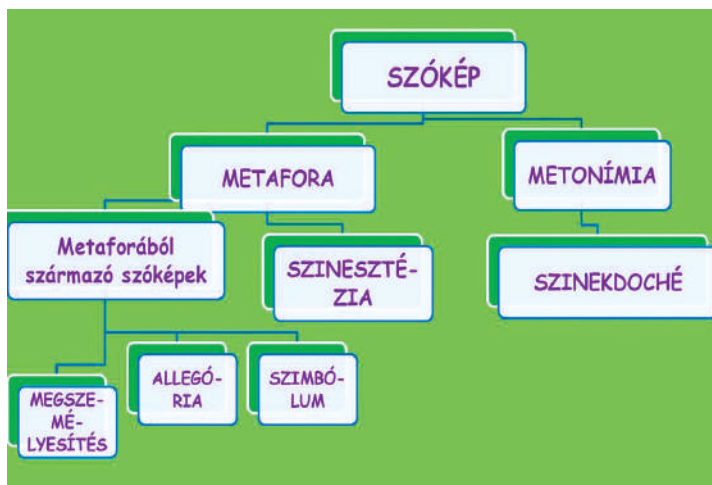 SZÓKÉP
METAFORA
METONÍMIA
Metaforából
származó szóképek
SZINESZTÉ-
ZIA
SZINEKDOCHÉ
MEGSZE-
MÉ-
LYESÍTÉS
ALLEGÓ-
RIA
SZIMBÓ-
LUM